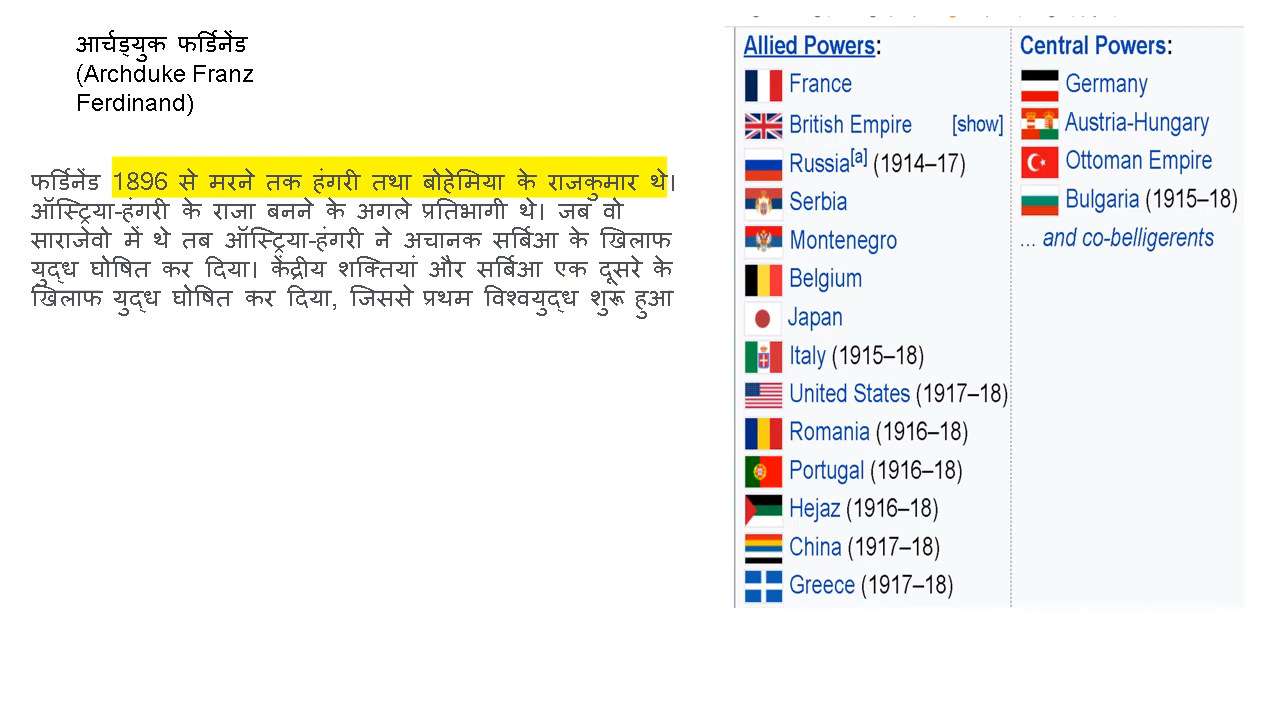 आर्चड्युक फर्डिनेंड
(Archduke Franz
Ferdinand)
फर्डिनेंड 1896 से मरने तक हंगरी तथा बोहेमिया के राजकुमार थे।
ऑस्ट्रिया-हंगरी के राजा बनने के अगले प्रतिभागी थे। जब वो
साराजेवो में थे तब ऑस्ट्रिया-हंगरी ने अचानक सर्बिआ के खिलाफ
युद्ध घोषित कर दिया। केंद्रीय शक्तियां और सर्बिआ एक दूसरे के
खिलाफ युद्ध घोषित कर दिया, जिससे प्रथम विश्वयुद्ध शुरू हुआ
Allied Powers:
France
British Empire [show]
Russia[a] (1914–17)
Serbia
Montenegro
Belgium
Japan
Italy (1915–18)
United States (1917–18)
Romania (1916–18)
Portugal (1916–18)
Hejaz (1916–18)
China (1917–18)
Greece (1917–18)
Central Powers:
Germany
Austria-Hungary
Ottoman Empire
Bulgaria (1915–18)
... and co-belligerents